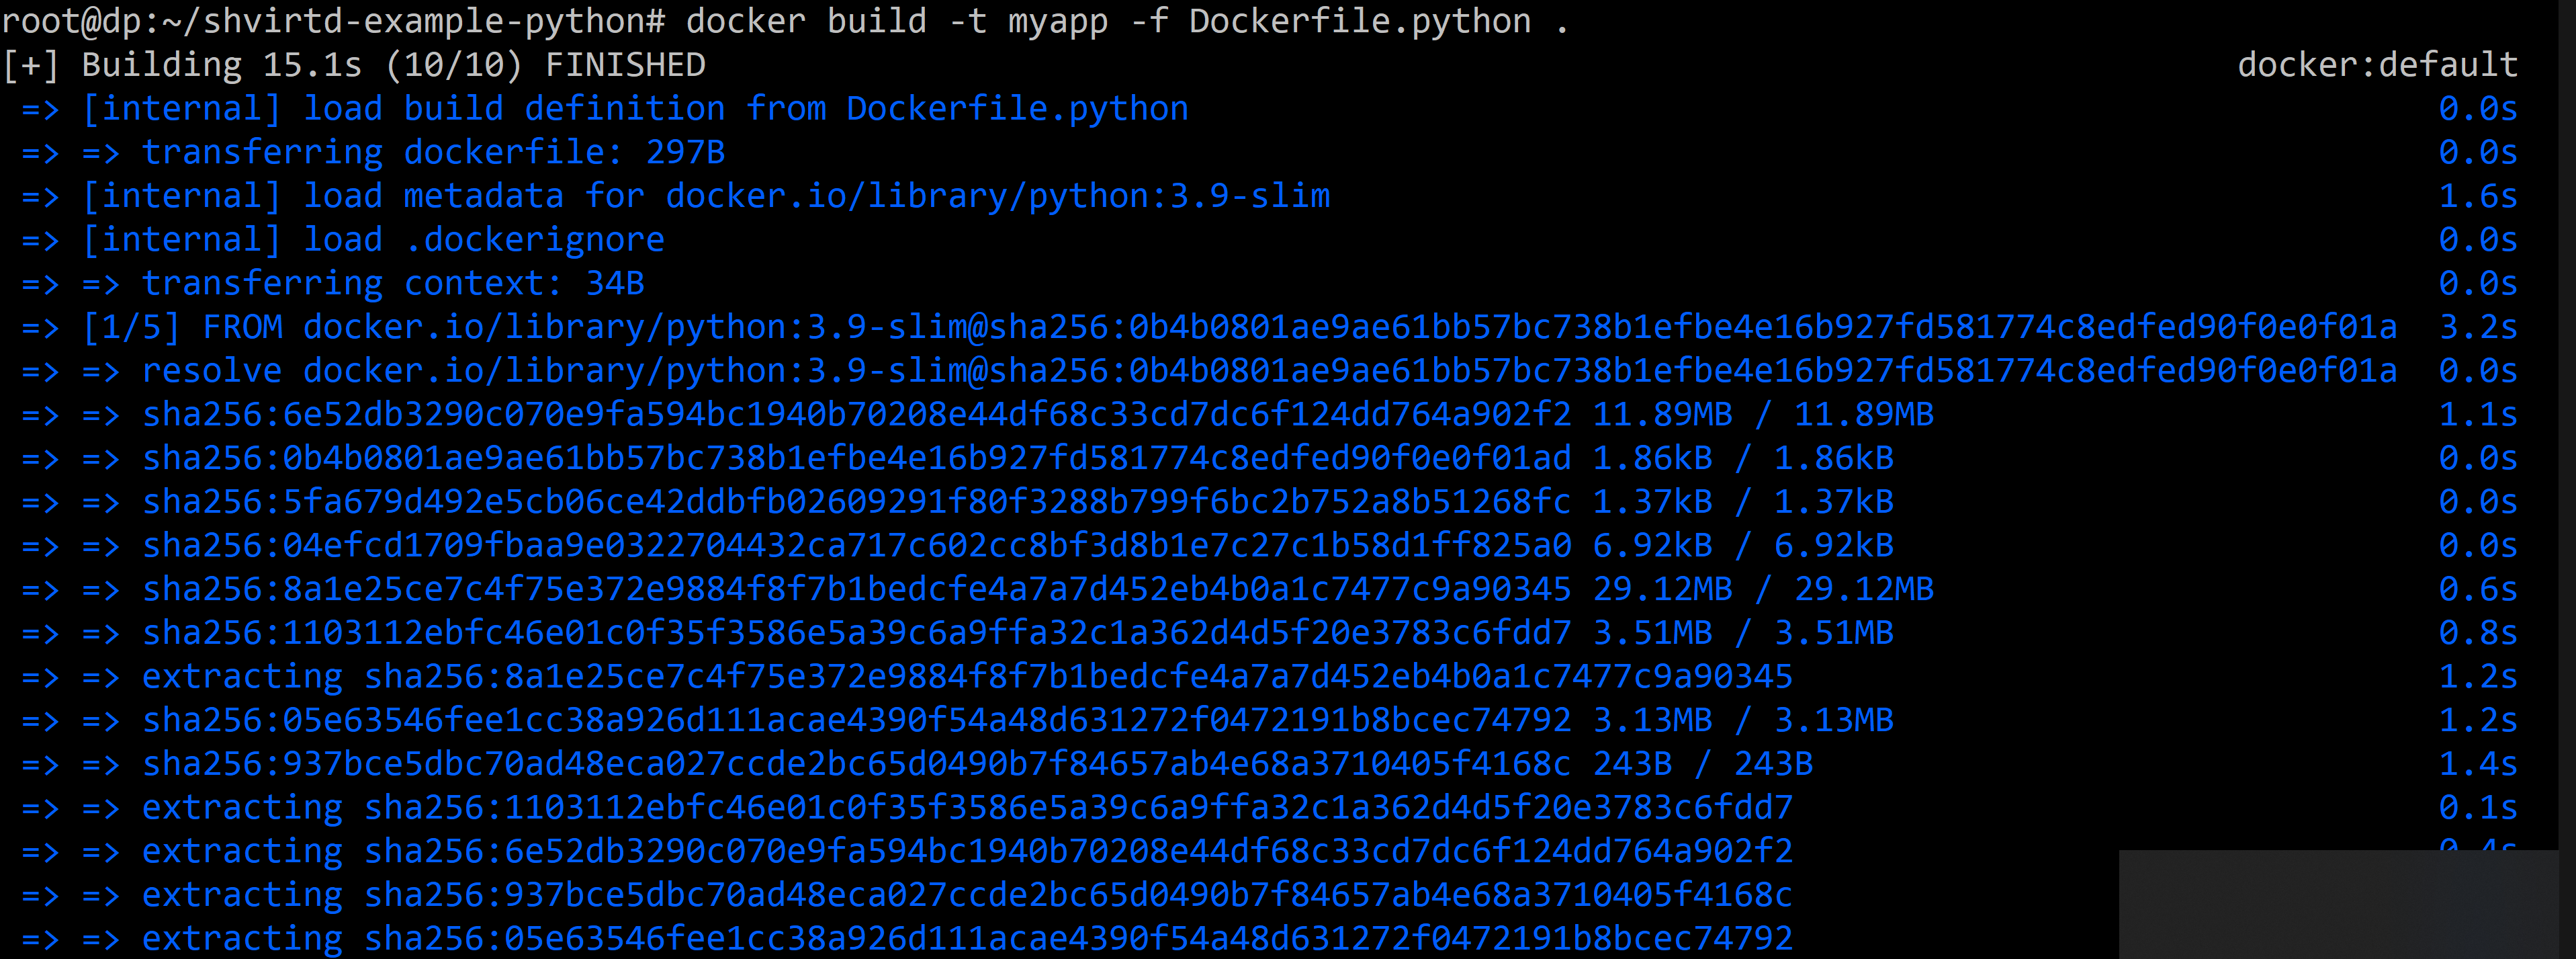 root@dp:~/shvirtd-example-python# docker build -t myapp -f Dockerfile.python .
[+] Building 15.1s (10/10) FINISHED docker:default
=> [internal] load build definition from Dockerfile.python 0.0s
=> => transferring dockerfile: 297B 0.0s
=> [internal] load metadata for docker.io/library/python:3.9-slim 1.6s
=> [internal] load .dockerignore 0.0s
=> => transferring context: 34B 0.0s
=> [1/5] FROM docker.io/library/python:3.9-slim@sha256:0b4b0801ae9ae61bb57bc738b1efbe4e16b927fd581774c8edfed90f0e0f01a 3.2s
=> => resolve docker.io/library/python:3.9-slim@sha256:0b4b0801ae9ae61bb57bc738b1efbe4e16b927fd581774c8edfed90f0e0f01a 0.0s
=> => sha256:6e52db3290c070e9fa594bc1940b70208e44df68c33cd7dc6f124dd764a902f2 11.89MB / 11.89MB 1.1s
=> => sha256:0b4b0801ae9ae61bb57bc738b1efbe4e16b927fd581774c8edfed90f0e0f01ad 1.86kB / 1.86kB 0.0s
=> => sha256:5fa679d492e5cb06ce42ddbfb02609291f80f3288b799f6bc2b752a8b51268fc 1.37kB / 1.37kB 0.0s
=> => sha256:04efcd1709fbaa9e0322704432ca717c602cc8bf3d8b1e7c27c1b58d1ff825a0 6.92kB / 6.92kB 0.0s
=> => sha256:8a1e25ce7c4f75e372e9884f8f7b1bedcfe4a7a7d452eb4b0a1c7477c9a90345 29.12MB / 29.12MB 0.6s
=> => sha256:1103112ebfc46e01c0f35f3586e5a39c6a9ffa32c1a362d4d5f20e3783c6fdd7 3.51MB / 3.51MB 0.8s
=> => extracting sha256:8a1e25ce7c4f75e372e9884f8f7b1bedcfe4a7a7d452eb4b0a1c7477c9a90345 1.2s
=> => sha256:05e63546fee1cc38a926d111acae4390f54a48d631272f0472191b8bcec74792 3.13MB / 3.13MB 1.2s
=> => sha256:937bce5dbc70ad48eca027ccde2bc65d0490b7f84657ab4e68a3710405f4168c 243B / 243B 1.4s
=> => extracting sha256:1103112ebfc46e01c0f35f3586e5a39c6a9ffa32c1a362d4d5f20e3783c6fdd7 0.1s
=> => extracting sha256:6e52db3290c070e9fa594bc1940b70208e44df68c33cd7dc6f124dd764a902f2
=> => extracting sha256:937bce5dbc70ad48eca027ccde2bc65d0490b7f84657ab4e68a3710405f4168c
=> => extracting sha256:05e63546fee1cc38a926d111acae4390f54a48d631272f0472191b8bcec74792